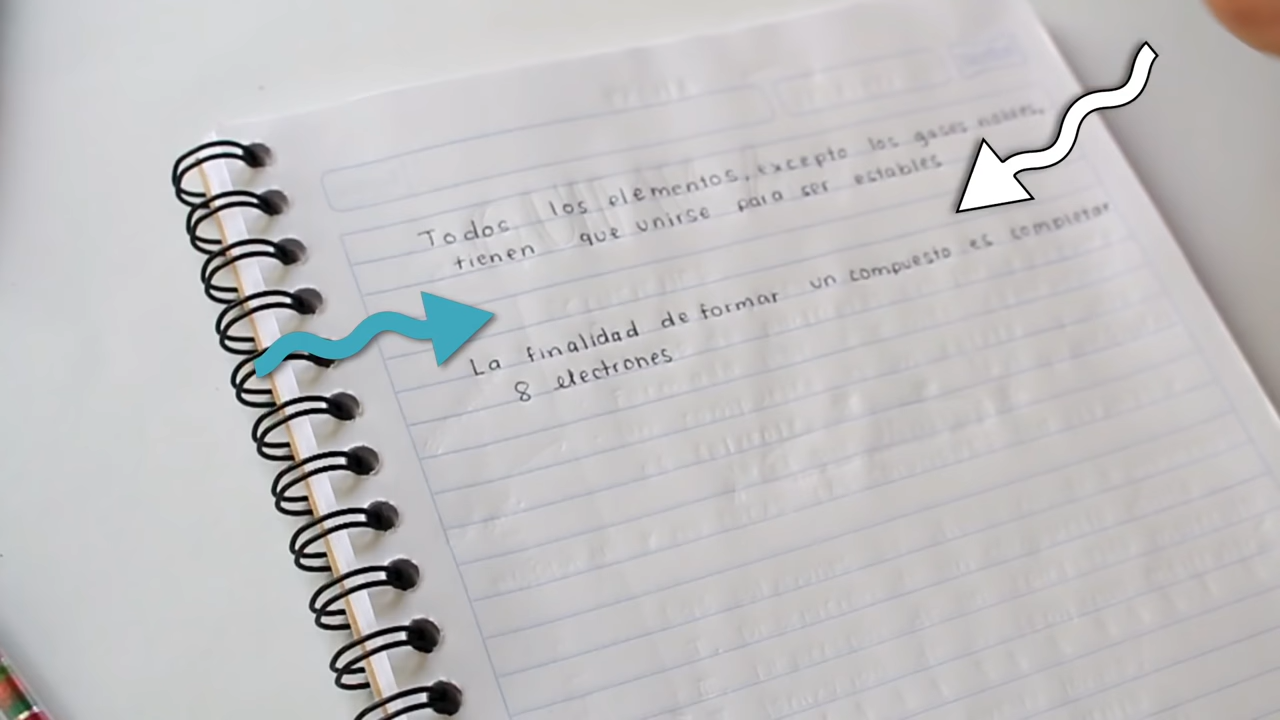 Todos los elementos, excepto los gases nobles,
tienen que unirse para ser estables
La finalidad de formar un compuesto es completar
8 electrones